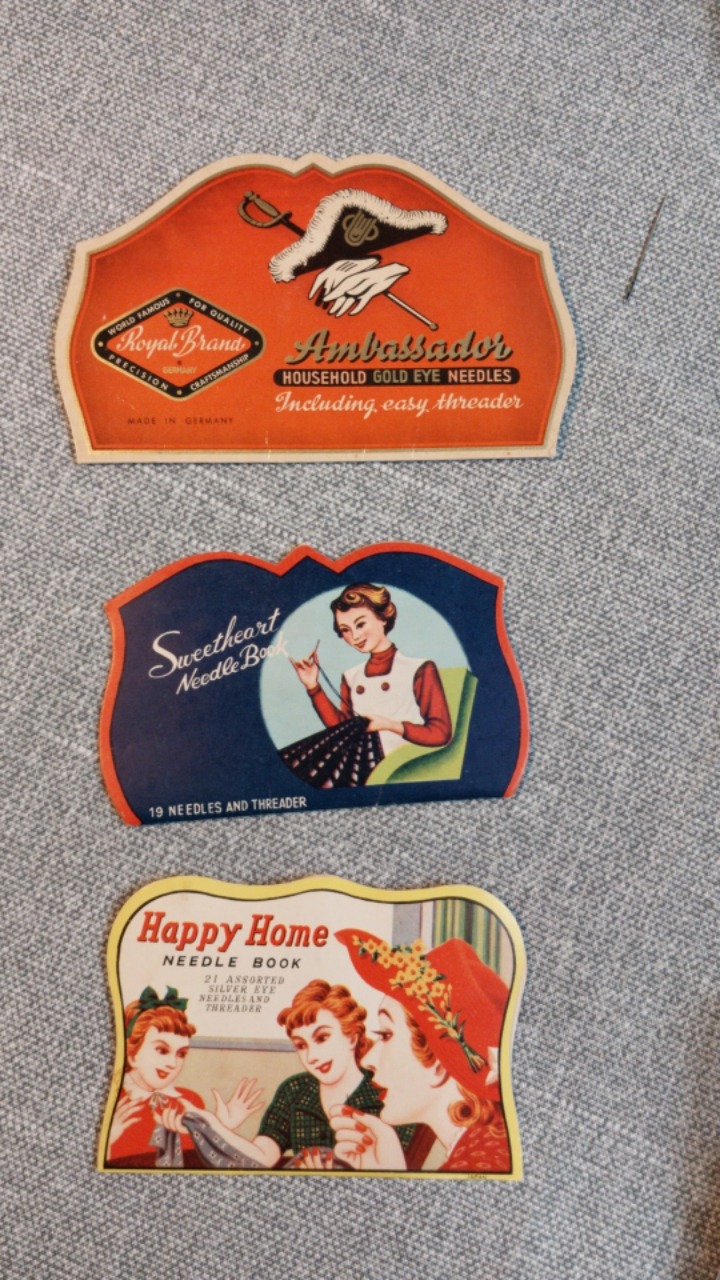 WORLD FAMOUS • FOR QUALITY
Royal Brand
GERMANY
PRECISION • CRAFTSMANSHIP
MADE IN GERMANY
Ambassador
HOUSEHOLD GOLD EYE NEEDLES
Including easy threader
Sweetheart
Needle Book
19 NEEDLES AND THREADER
Happy Home
NEEDLE BOOK
21 ASSORTED
SILVER EYE
NEEDLES AND
THREADER